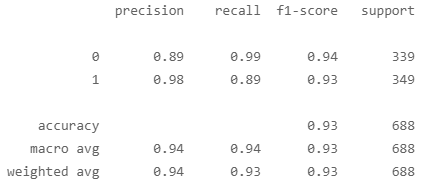 precision recall f1-score support
0 0.89 0.99 0.94 339
1 0.98 0.89 0.93 349
accuracy 0.93 688
macro avg 0.94 0.94 0.93 688
weighted avg 0.94 0.93 0.93 688